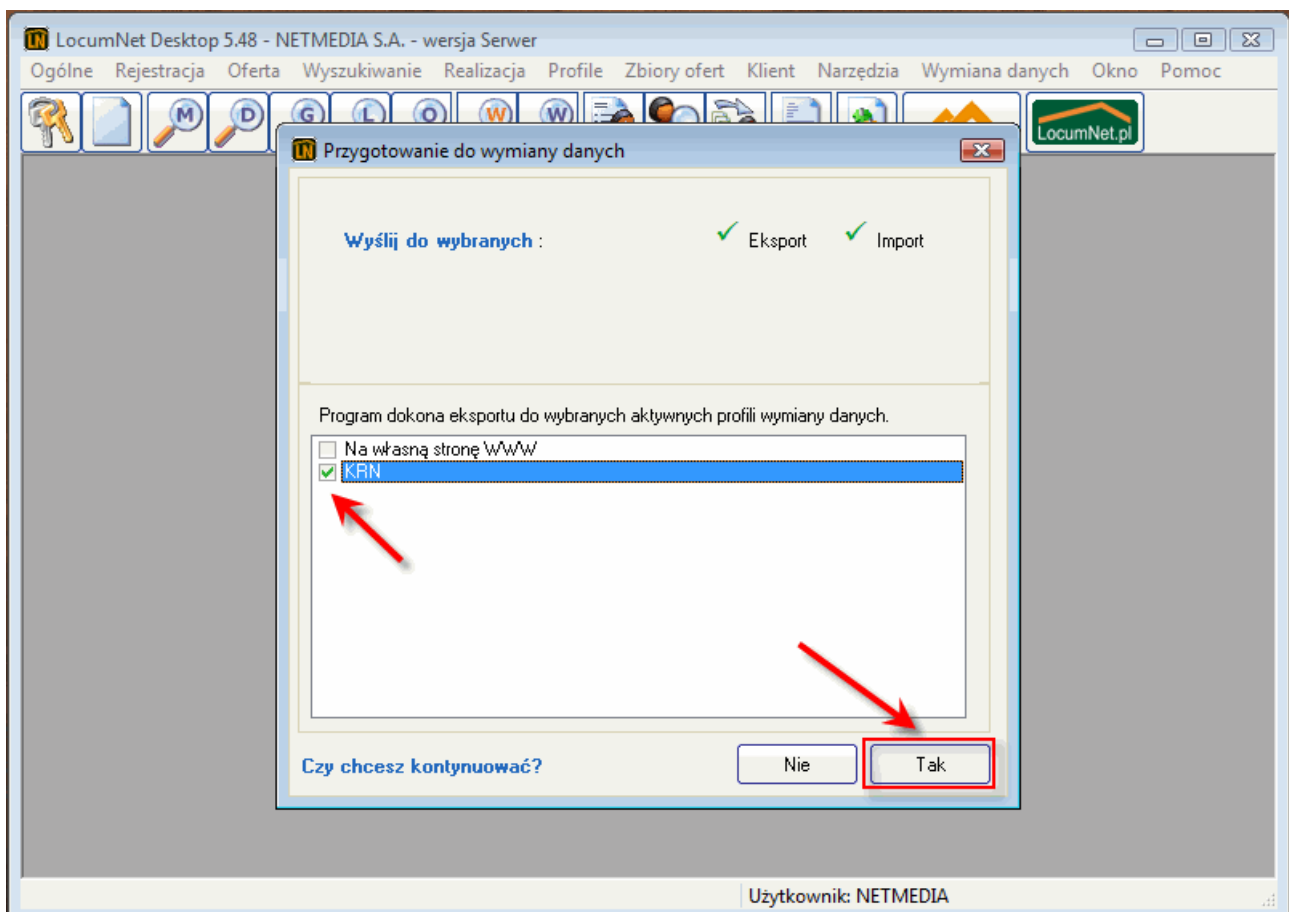 LocumNet Desktop 5.48 - NETMEDIA S.A. - wersja Serwer
Ogólne Rejestracja Oferta Wyszukiwanie Realizacja Profile Zbiory ofert Klient Narzędzia Wymiana danych Okno Pomoc
M D G L O W W LocumNet.pl
Przygotowanie do wymiany danych
Wyślij do wybranych : Eksport Import
Program dokona eksportu do wybranych aktywnych profili wymiany danych.
Na własną stronę WWW
KRN
Czy chcesz kontynuować? Nie Tak
Użytkownik: NETMEDIA